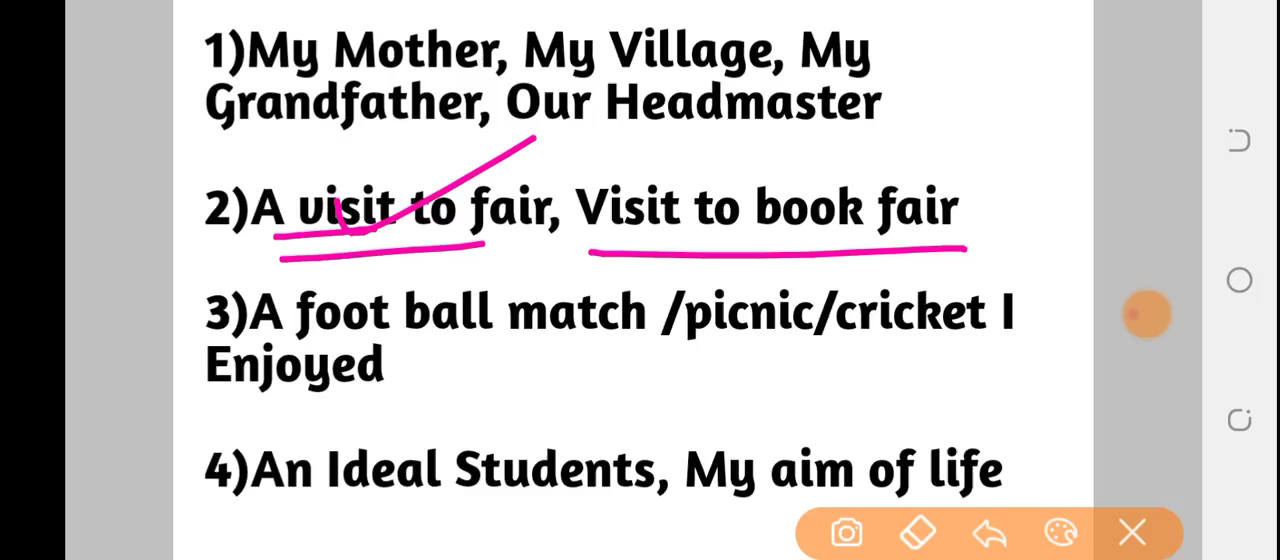 1)My Mother, My Village, My
Grandfather, Our Headmaster
2)A visit to fair, Visit to book fair
3)A foot ball match /picnic/cricket I
Enjoyed
4)An Ideal Students, My aim of life